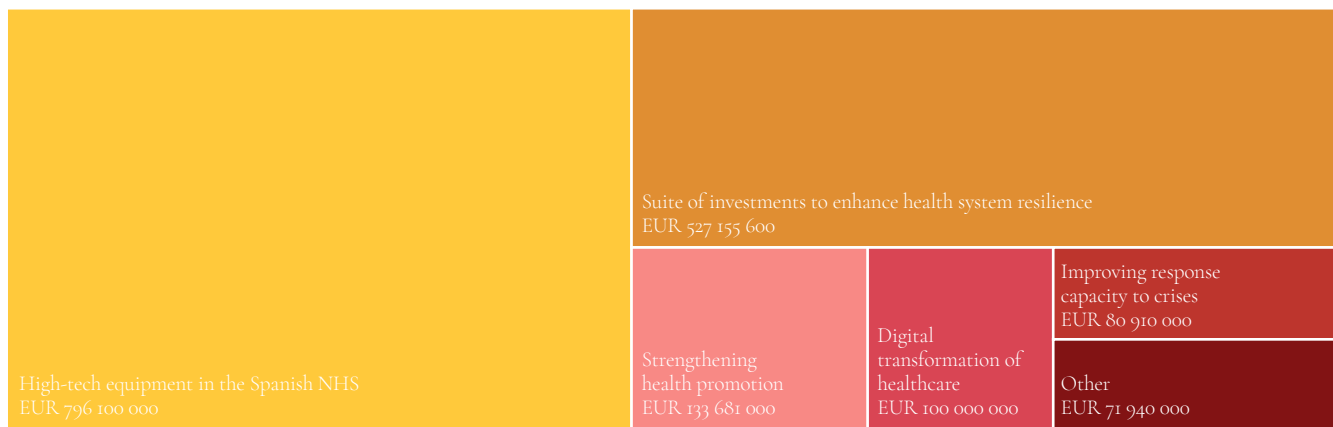 High-tech equipment in the Spanish NHS
EUR 796 100 000
Suite of investments to enhance health system resilience
EUR 527 155 600
Strengthening
health promotion
EUR 133 681 000
Digital
transformation of
healthcare
EUR 100 000 000
Improving response
capacity to crises
EUR 80 910 000
Other
EUR 71 940 000